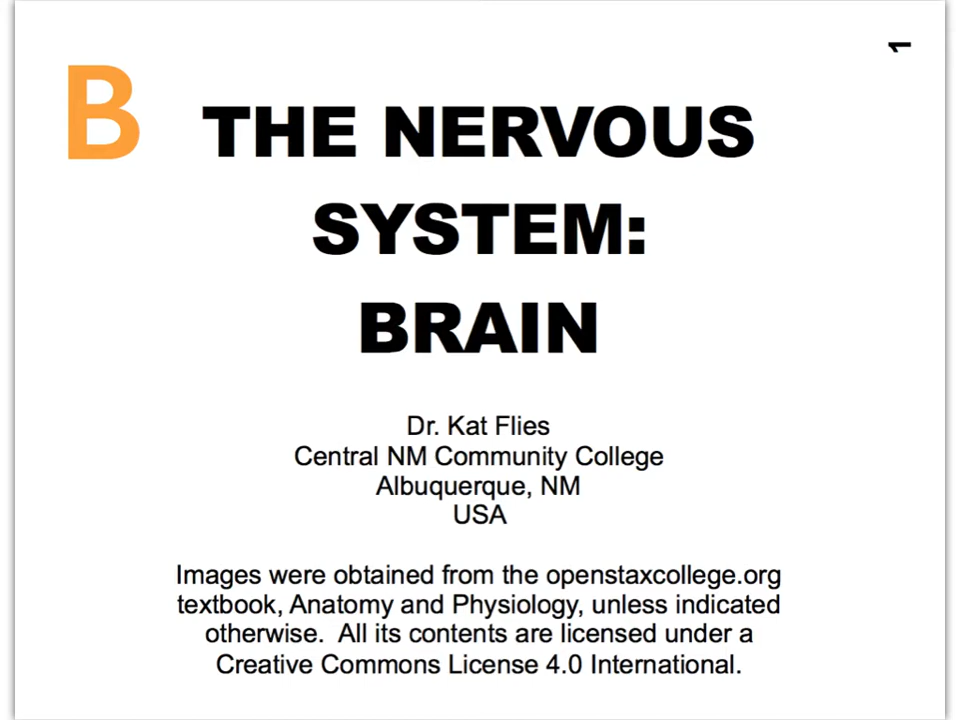 1
B
THE NERVOUS
SYSTEM:
BRAIN
Dr. Kat Flies
Central NM Community College
Albuquerque, NM
USA
Images were obtained from the openstaxcollege.org
textbook, Anatomy and Physiology, unless indicated
otherwise.  All its contents are licensed under a
Creative Commons License 4.0 International.